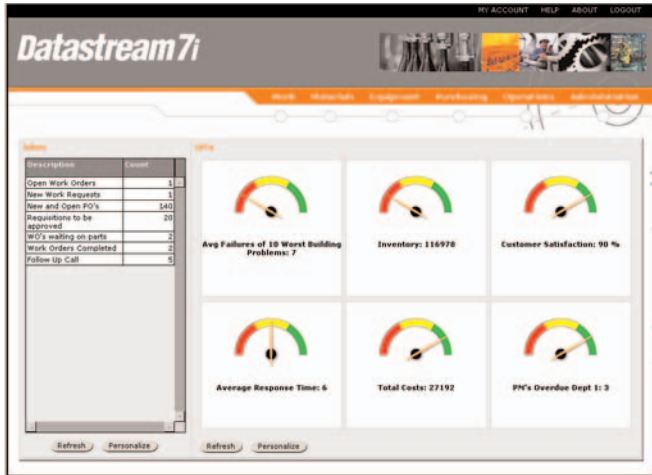 MY ACCOUNT HELP ABOUT LOGOUT
Datastream 7i
Work Materials Equipment Purchasing Operations Administration
Inbox KPIs
Description Count
Open Work Orders 1
New Work Requests 1
New and Open PO's 140
Requisitions to be
approved 20
WO's waiting on parts 2
Work Orders Completed 2
Follow Up Call 5
Avg Failures of 10 Worst Building
Problems: 7
Inventory: 116978
Customer Satisfaction: 90 %
Average Response Time: 6
Total Costs: 27192
PM's Overdue Dept 1: 3
Refresh Personalize
Refresh Personalize